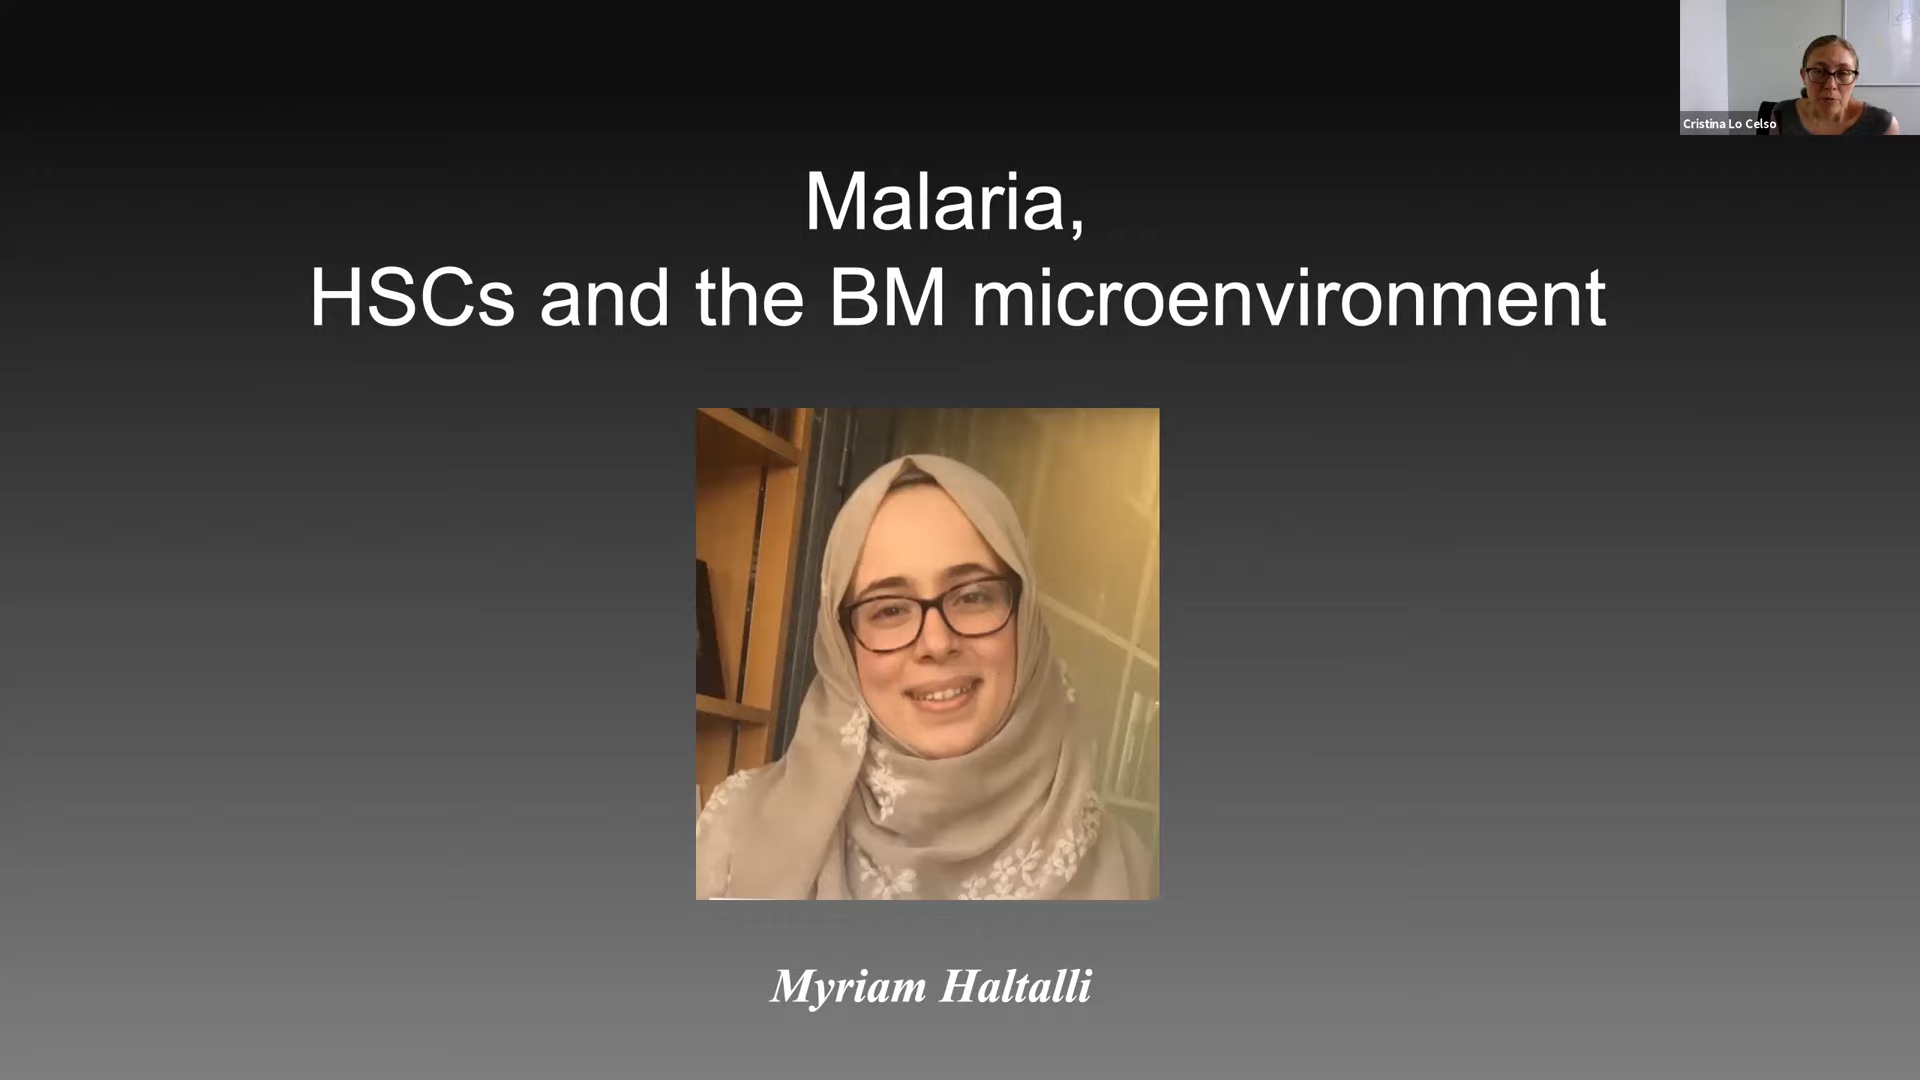 Cristina Lo Celso
Malaria,
HSCs and the BM microenvironment
Myriam Haltalli